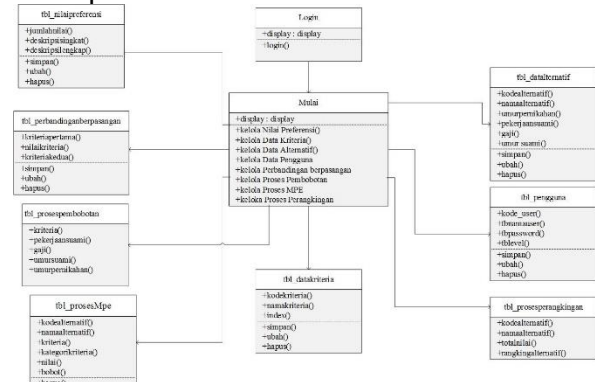 tbl_nilaipreferensi
+jumlahnilai()
+deskripsisingkat()
+deskripsilengkap()
+simpan()
+ubah()
+hapus()
Login
+display : display
+login()
Mulai
+display : display
+kelola Nilai Preferensi()
+kelola Data Kriteria()
+kelola Data Alternatif()
+kelola Data Pengguna
+kelola Perbandingan berpasangan
+kelola Proses Pembobotan
+kelola Proses MPE
+kelola Proses Perangkingan
tbl_perbandinganberpasangan
+kriteriapertama()
+nilaikriteria()
+kriteriakedua()
+simpan()
+ubah()
+hapus()
tbl_prosespembobotan
+kriteria()
+pekerjaansuami()
+gaji()
+umursuami()
+umurpernikahan()
tbl_prosesMpe
+kodealternatif()
+namaalternatif()
+kriteria()
+kategorikriteria()
+nilai()
+bobot()
tbl_datakriteria
+kodekriteria()
+namakriteria()
+index()
+simpan()
+ubah()
+hapus()
tbl_dataalternatif
+kodealternatif()
+namaalternatif()
+umurpernikahan()
+pekerjaansuami()
+gaji()
+umur suami()
+simpan()
+ubah()
+hapus()
tbl_pengguna
+kode_user()
+tbnamauser()
+tbpassword()
+tblevel()
+simpan()
+ubah()
+hapus()
tbl_prosesperangkingan
+kodealternatif()
+namaalternatif()
+totalnilai()
+rangkingalternatif()